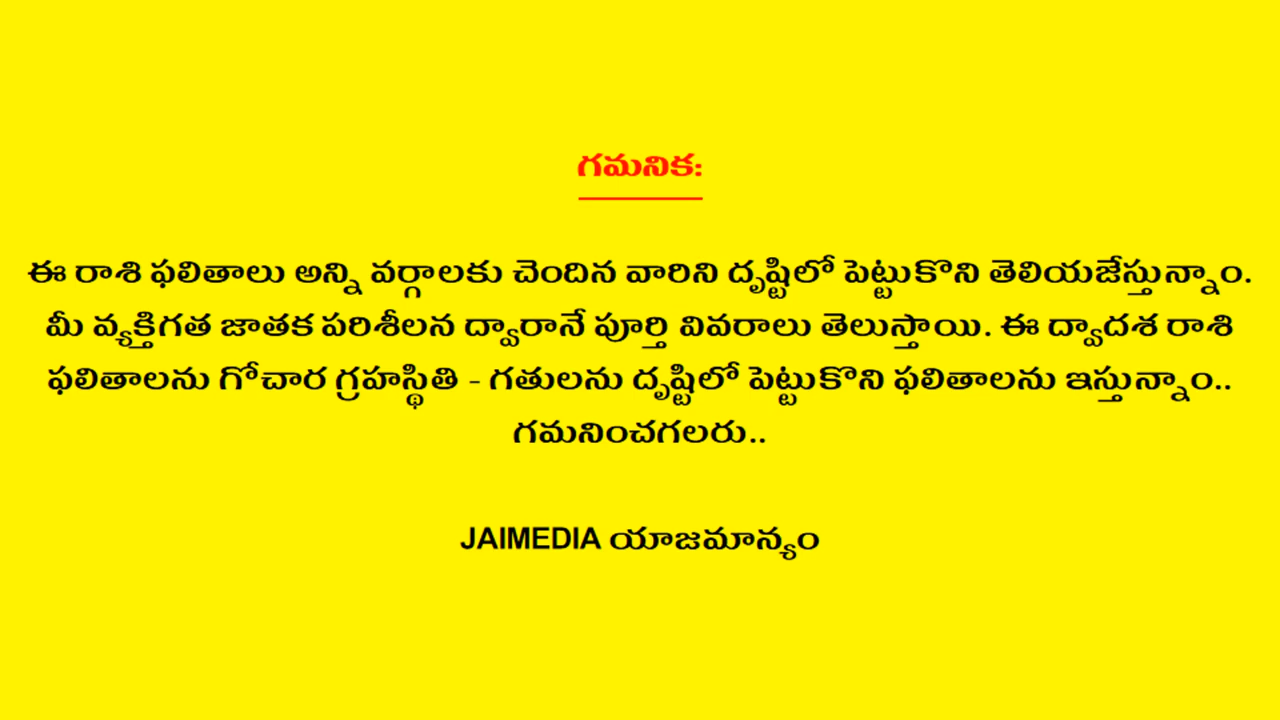 గమనిక:
ఈ రాశి ఫలితాలు అన్ని వర్గాలకు చెందిన వారిని దృష్టిలో పెట్టుకొని తెలియజేస్తున్నాం.
మీ వ్యక్తిగత జాతక పరిశీలన ద్వారానే పూర్తి వివరాలు తెలుస్తాయి. ఈ ద్వాదశ రాశి
ఫలితాలను గోచార గ్రహస్థితి - గతులను దృష్టిలో పెట్టుకొని ఫలితాలను ఇస్తున్నాం..
గమనించగలరు..
JAIMEDIA యాజమాన్యం